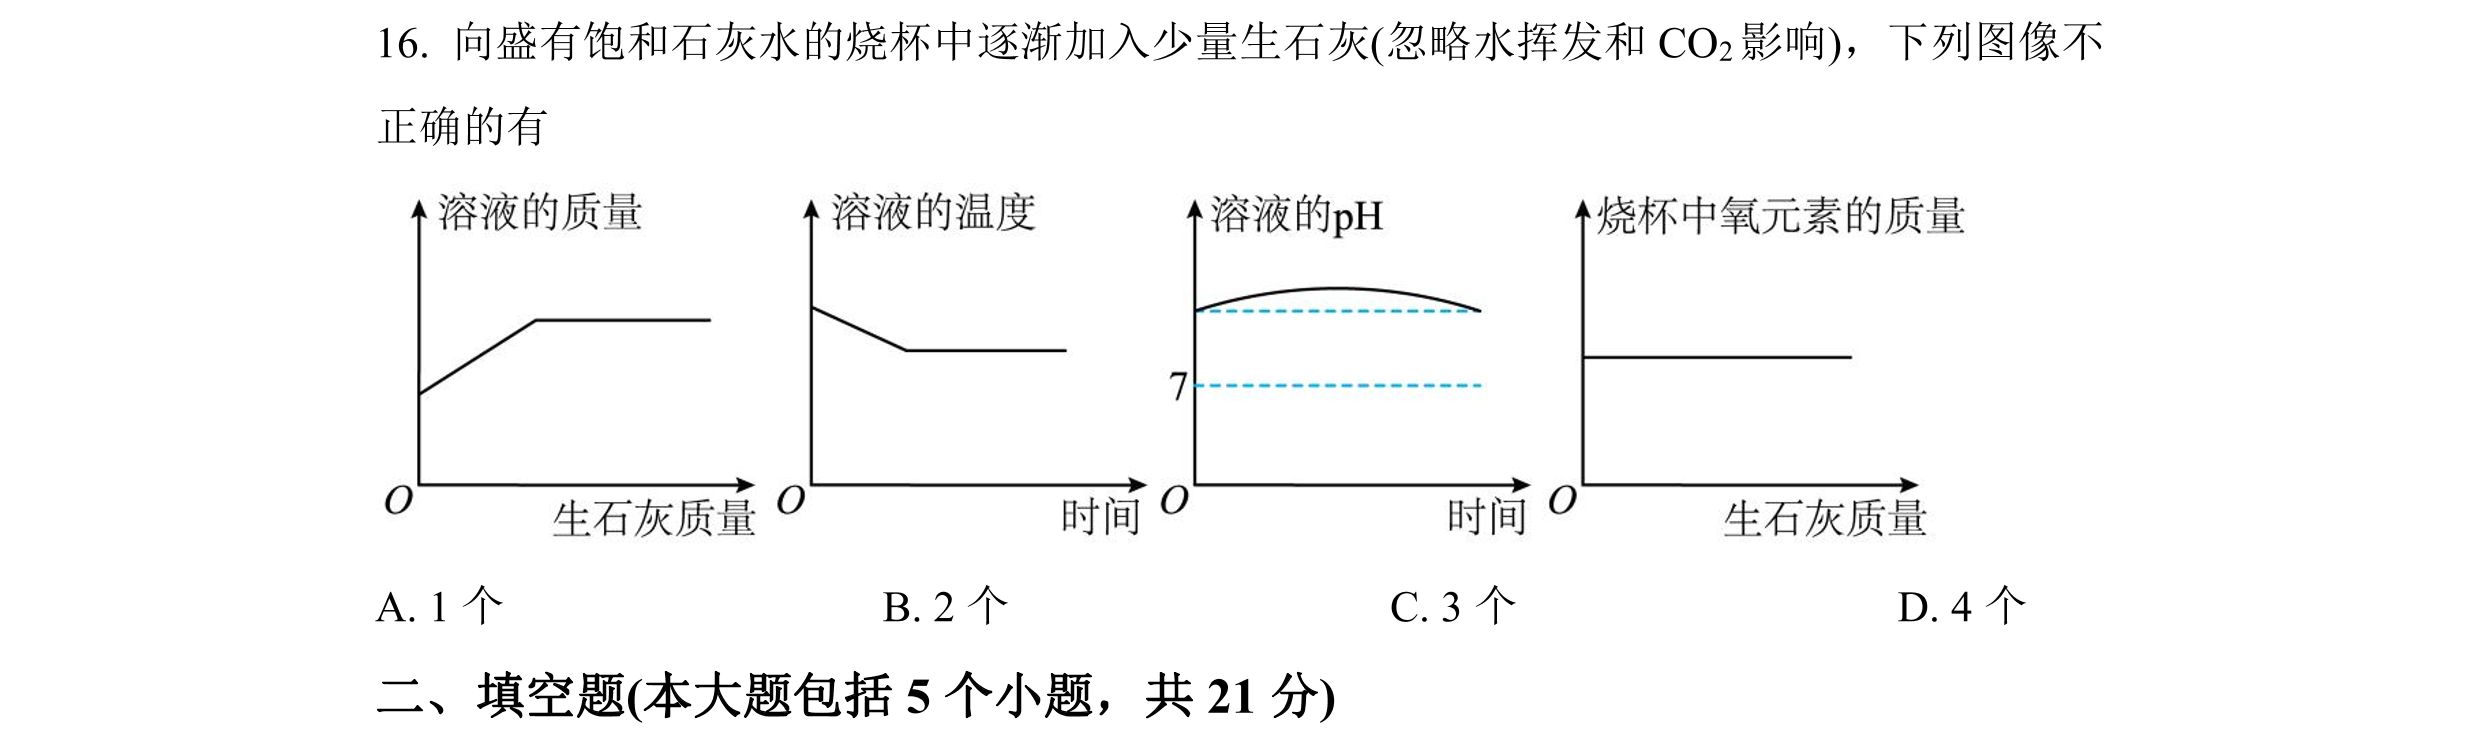 16. 向盛有饱和石灰水的烧杯中逐渐加入少量生石灰(忽略水挥发和 CO₂影响)，下列图像不
正确的有
溶液的质量 溶液的温度 溶液的pH 烧杯中氧元素的质量
7
O O O O
生石灰质量 时间 时间 生石灰质量
A. 1 个 B. 2 个 C. 3 个 D. 4 个
二、填空题(本大题包括 5 个小题，共 21 分)